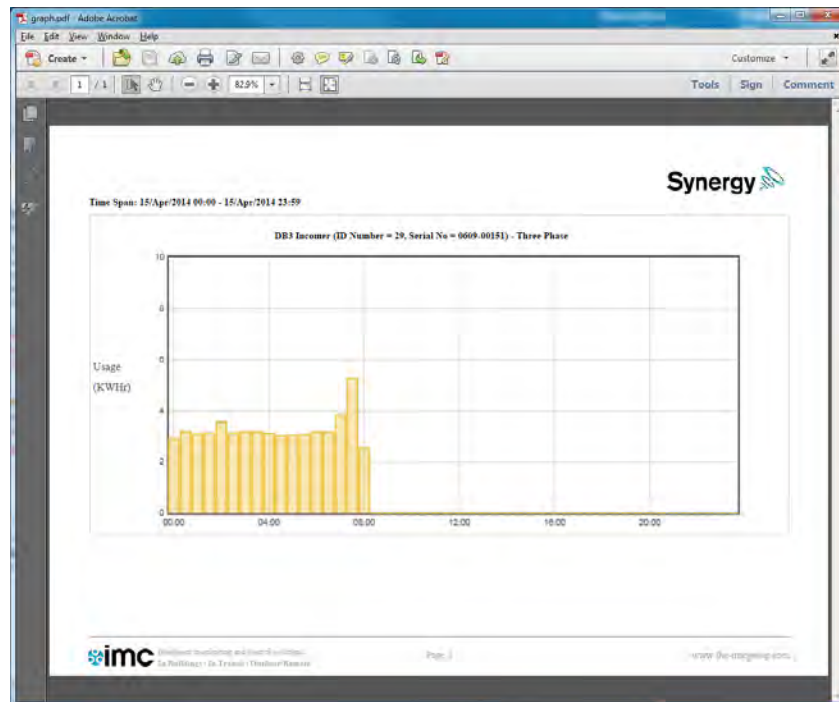 graph.pdf - Adobe Acrobat
File Edit View Window Help
Create
Customize
1 / 1 82.9% Tools Sign Comment
Synergy
Time Span: 15/Apr/2014 00:00 - 15/Apr/2014 23:59
DB3 Incomer (ID Number = 29, Serial No = 0609-00151) - Three Phase
10
8
6
Usage
(KWHr)
4
2
0
00:00 04:00 08:00 12:00 16:00 20:00
imc
Page 1